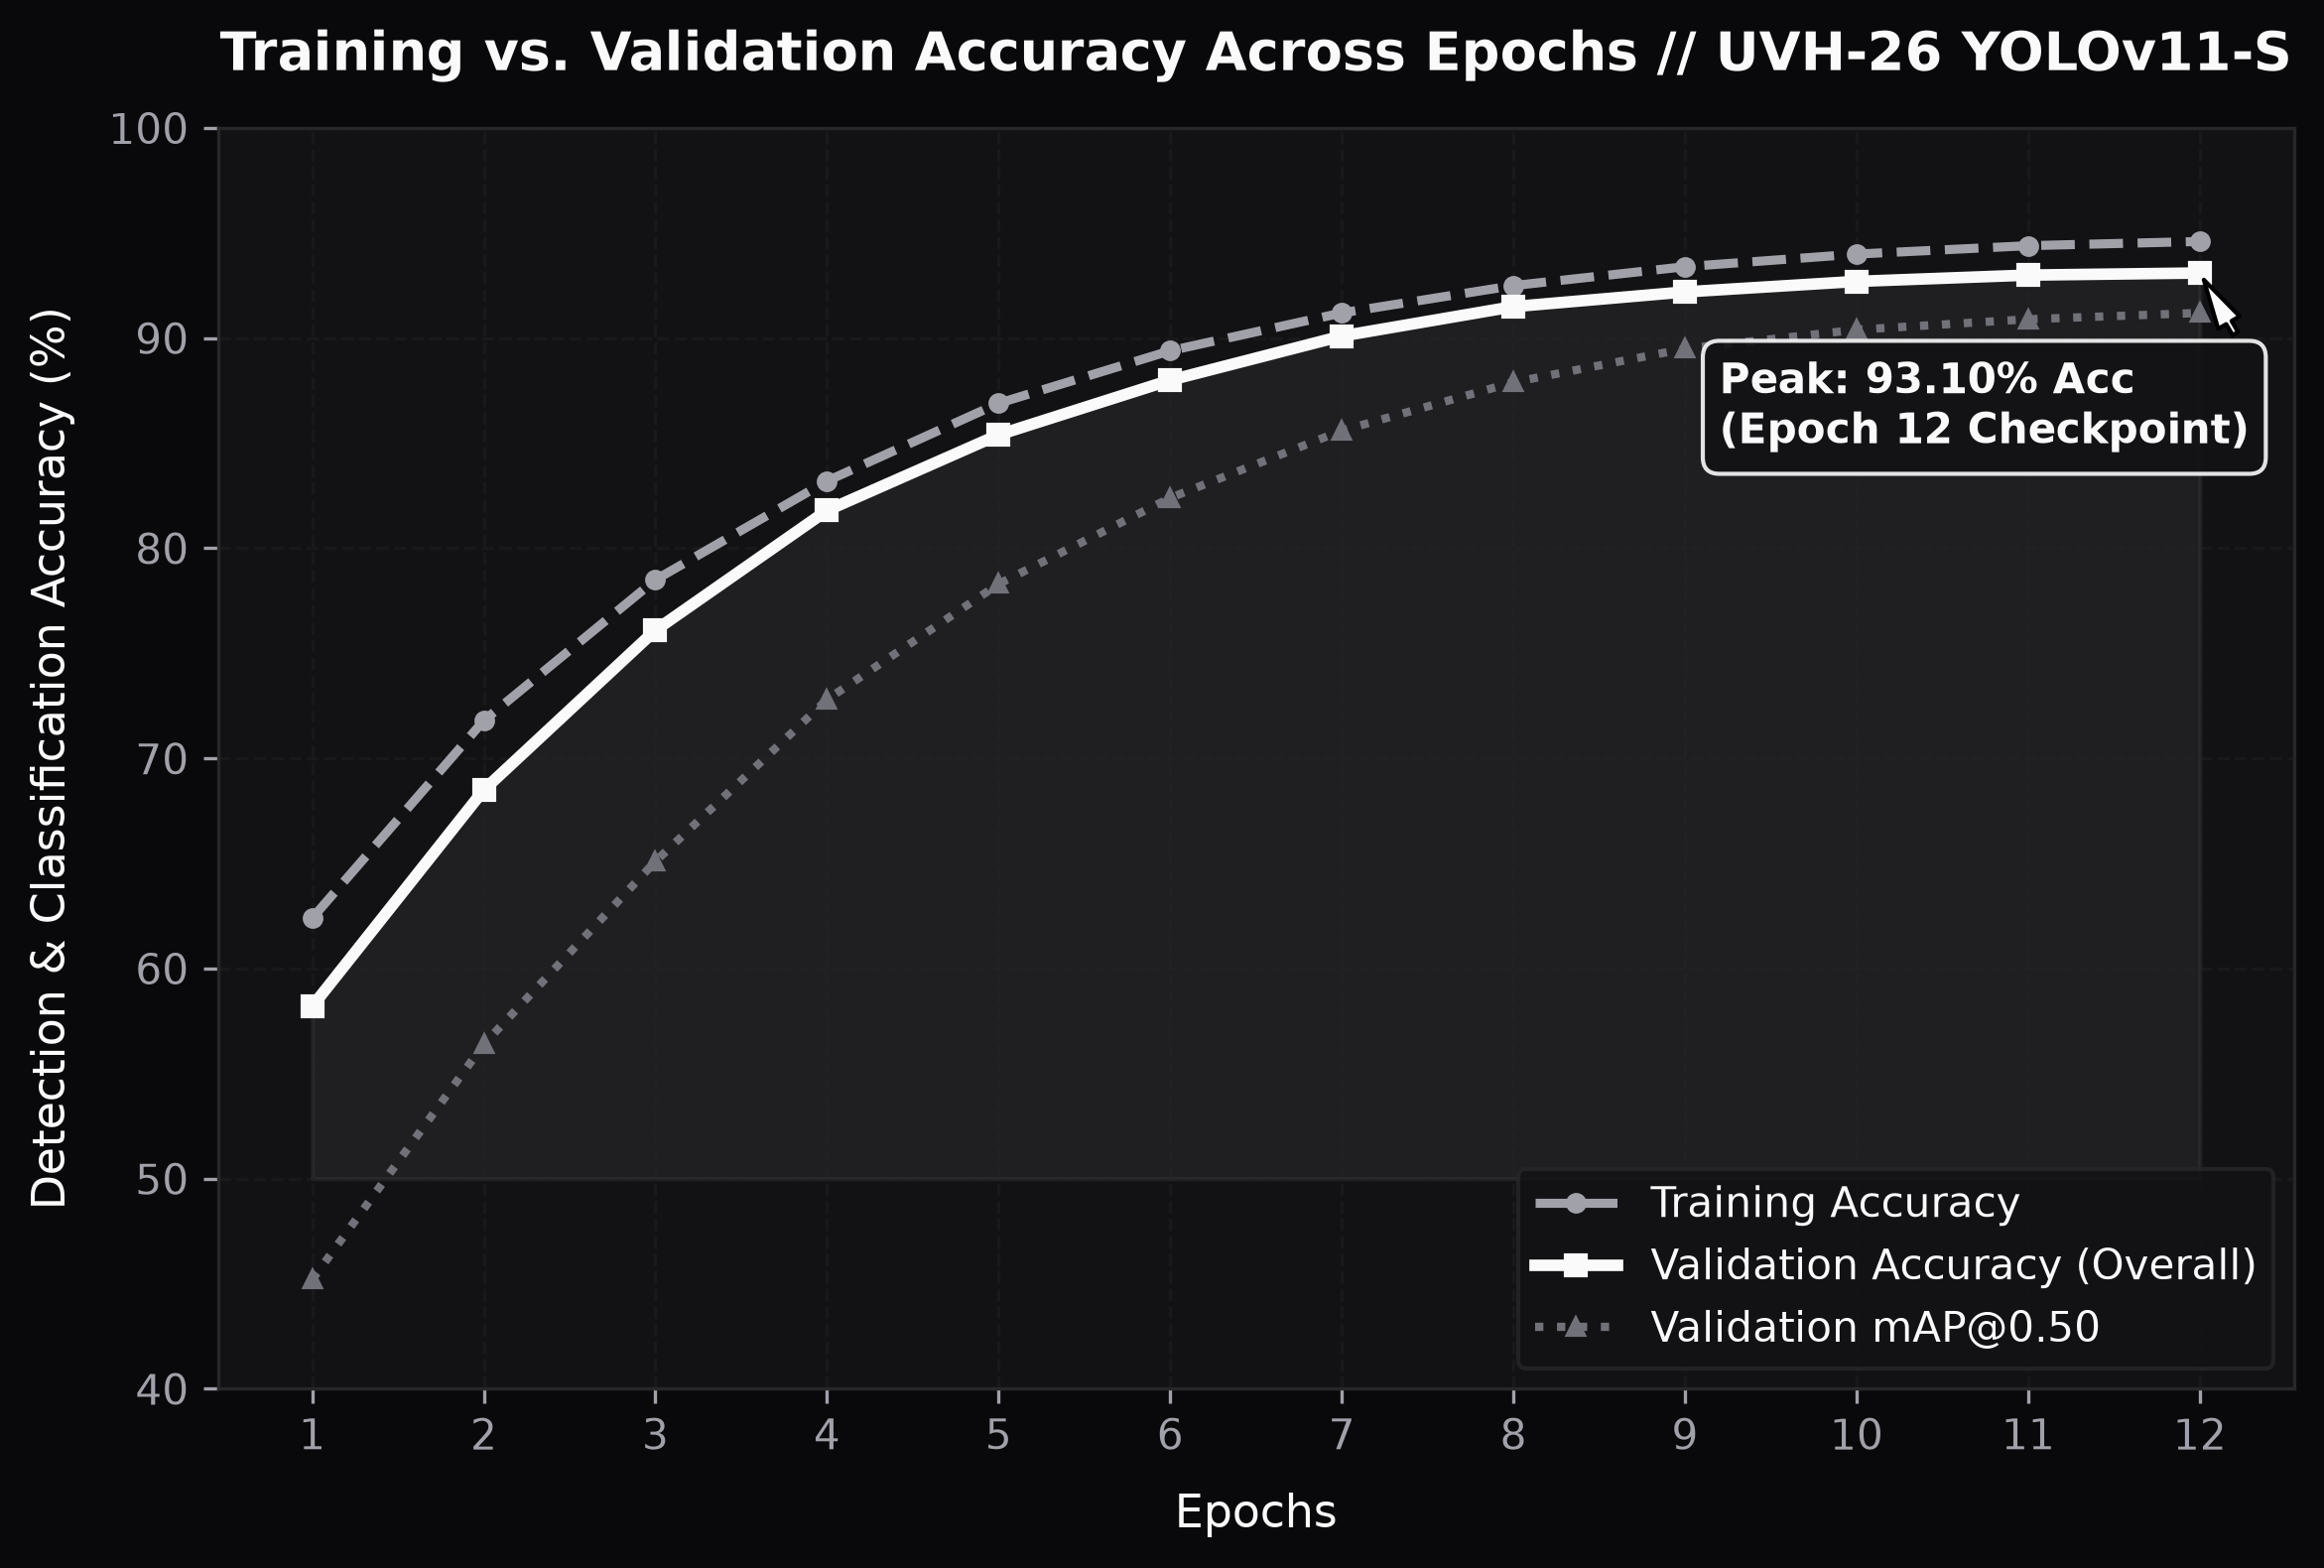 Training vs. Validation Accuracy Across Epochs // UVH-26 YOLOv11-S
Detection & Classification Accuracy (%)
100
90
80
70
60
50
40
Peak: 93.10% Acc
(Epoch 12 Checkpoint)
Training Accuracy
Validation Accuracy (Overall)
Validation mAP@0.50
1 2 3 4 5 6 7 8 9 10 11 12
Epochs